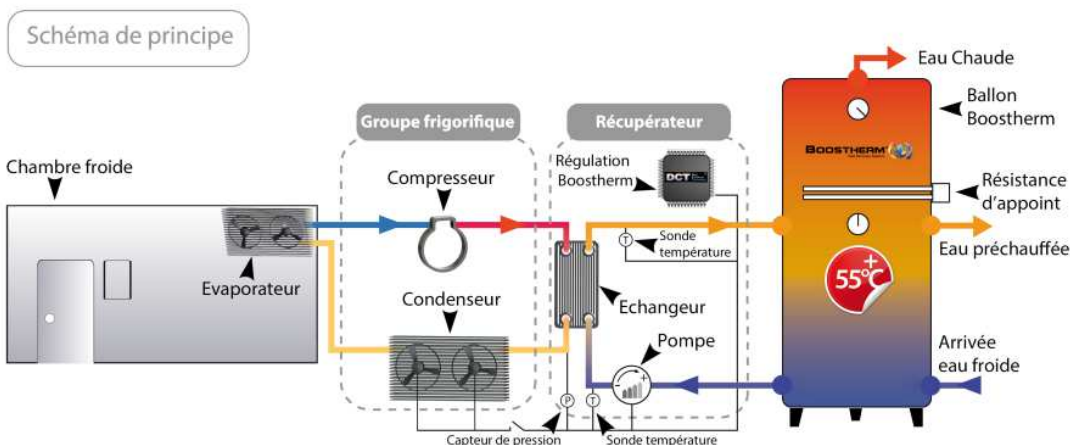 Schéma de principe
Eau Chaude
Ballon
Boostherm
Groupe frigorifique
Récupérateur
BOOSTHERM
Régulation
Boostherm
DCT
Chambre froide
Compresseur
Résistance
d'appoint
T
Sonde
température
Eau préchauffée
Evaporateur
+
55°C
Condenseur
Echangeur
Pompe
Arrivée
eau froide
- +
P
T
Capteur de pression
Sonde température